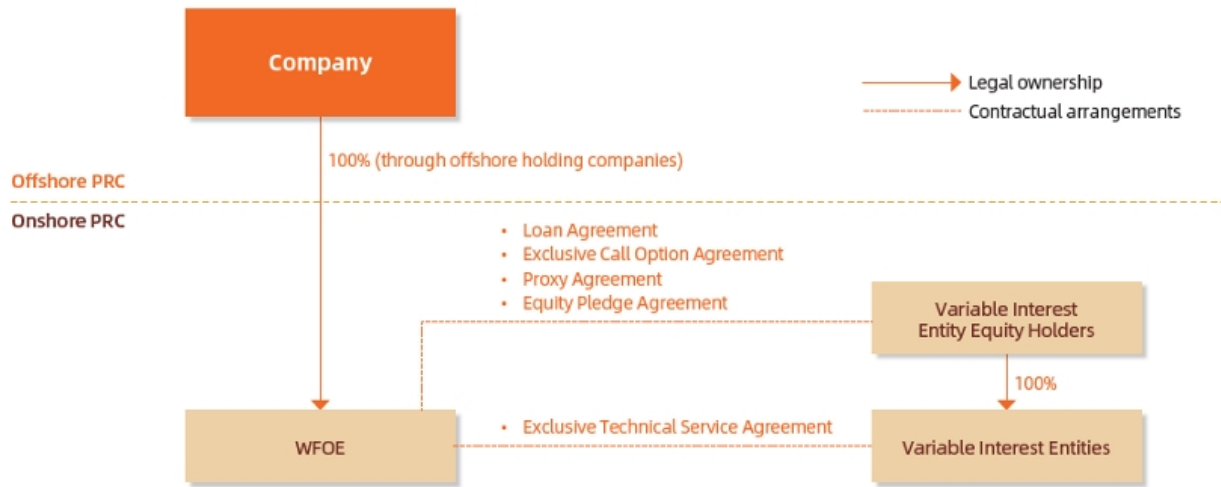 Company
Legal ownership
Contractual arrangements
100% (through offshore holding companies)
Offshore PRC
Onshore PRC
• Loan Agreement
• Exclusive Call Option Agreement
• Proxy Agreement
• Equity Pledge Agreement
Variable Interest
Entity Equity Holders
100%
WFOE
• Exclusive Technical Service Agreement
Variable Interest Entities